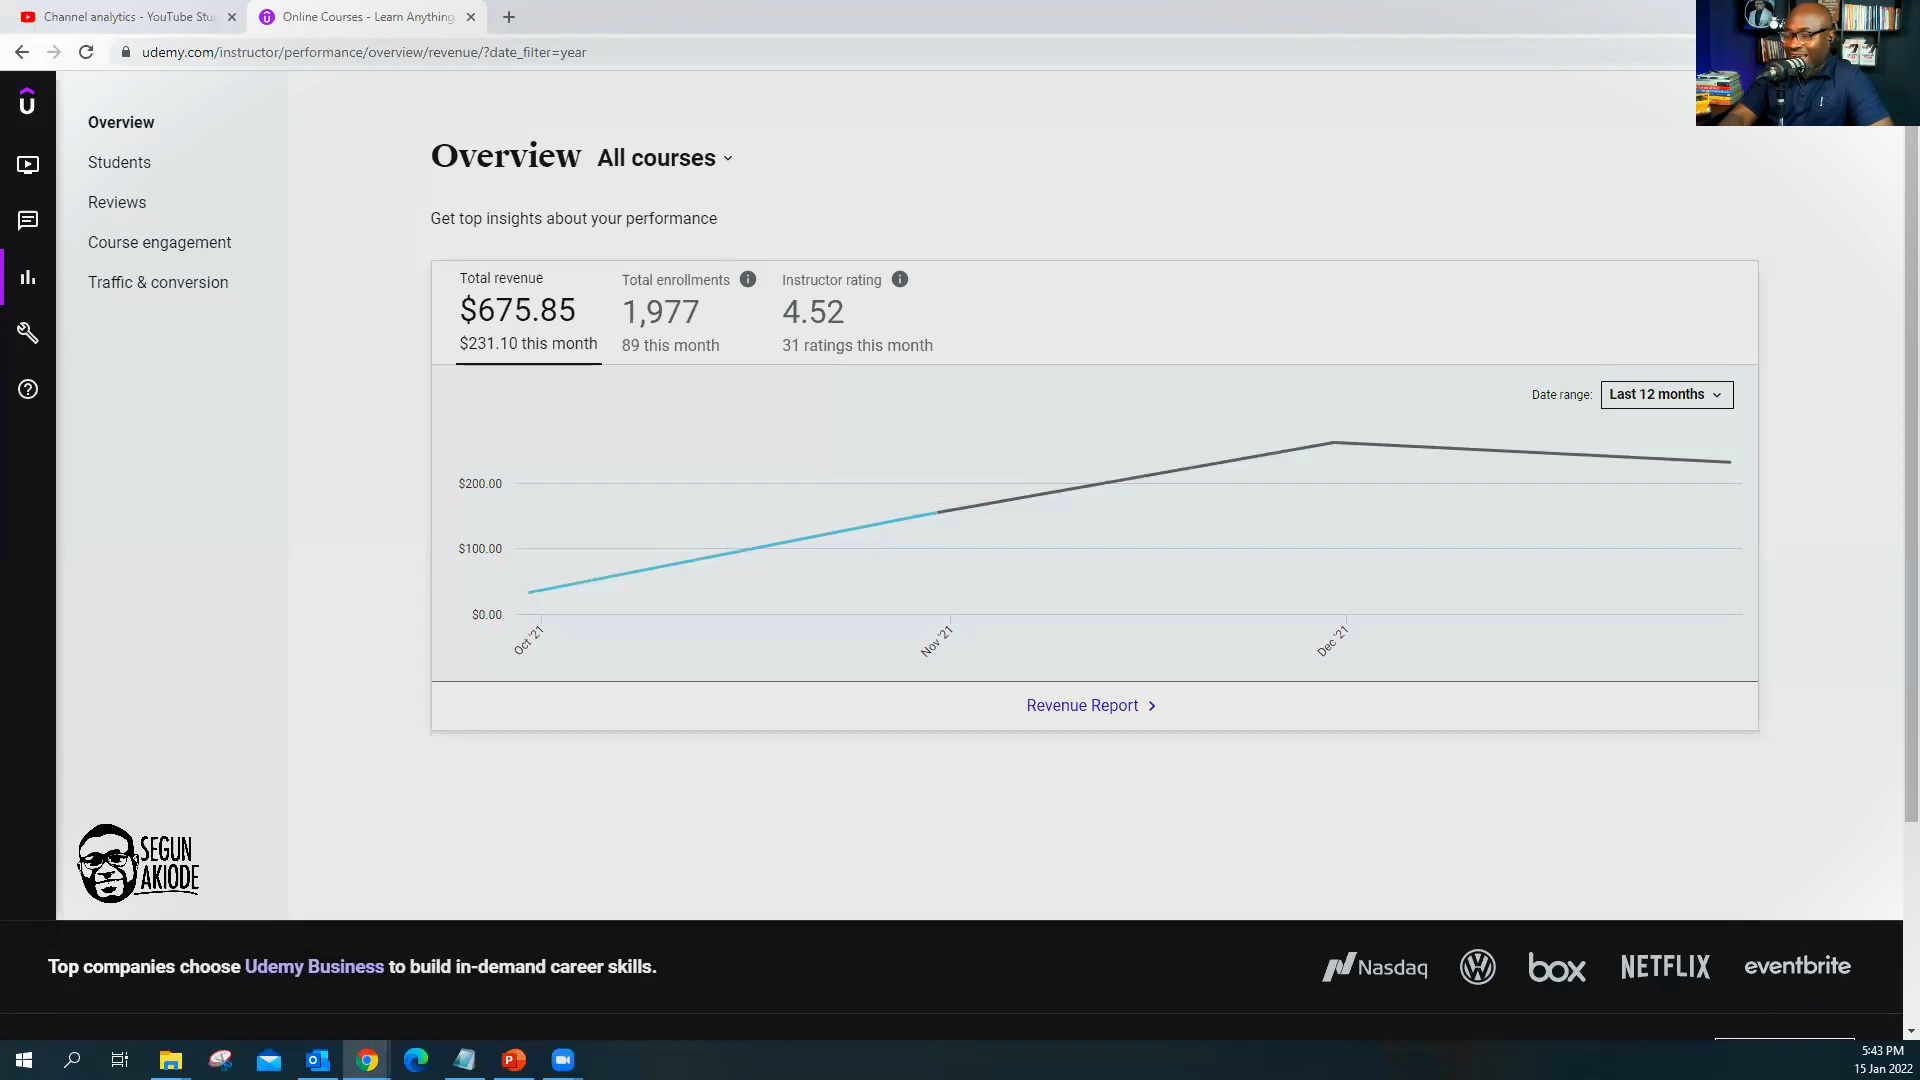 Channel analytics - YouTube Stu
Online Courses - Learn Anything
udemy.com/instructor/performance/overview/revenue/?date_filter=year
Overview
Students
Reviews
Course engagement
Traffic & conversion
Overview All courses
Get top insights about your performance
Total revenue
$675.85
$231.10 this month
Total enrollments
1,977
89 this month
Instructor rating
4.52
31 ratings this month
Date range: Last 12 months
$200.00
$100.00
$0.00
Oct '21
Nov '21
Dec '21
Revenue Report
SEGUN
AKIODE
Top companies choose Udemy Business to build in-demand career skills.
Nasdaq
VW
box
NETFLIX
eventbrite
5:43 PM
15 Jan 2022